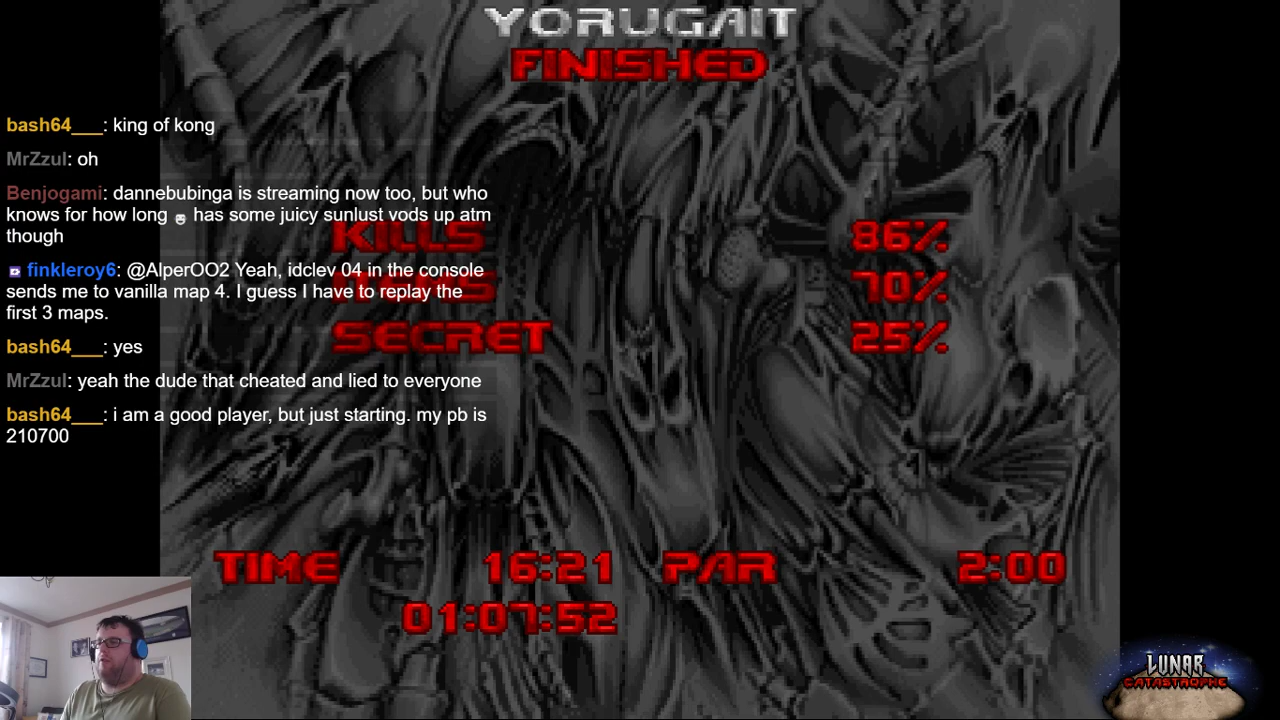 YORUGAIT
FINISHED
bash64___: king of kong
MrZzul: oh
Benjogami: dannebubinga is streaming now too, but who
knows for how long has some juicy sunlust vods up atm
though
KILLS 86%
finkleroy6: @AlperOO2 Yeah, idclev 04 in the console
sends me to vanilla map 4. I guess I have to replay the
first 3 maps.
ITEMS 70%
SECRET 25%
bash64___: yes
MrZzul: yeah the dude that cheated and lied to everyone
bash64___: i am a good player, but just starting. my pb is
210700
TIME 16:21 PAR 2:00
01:07:52
LUNAR
CATASTROPHE